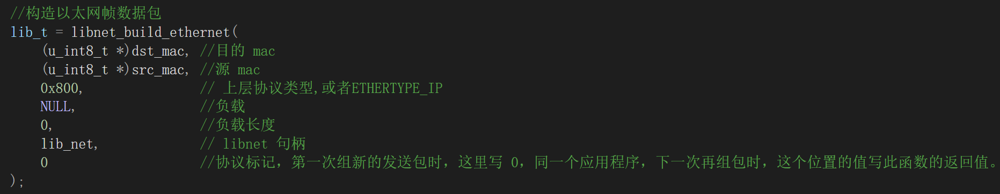 //构造以太网帧数据包
lib_t = libnet_build_ethernet(
    (u_int8_t *)dst_mac, //目的 mac
    (u_int8_t *)src_mac, //源 mac
    0x800,               // 上层协议类型,或者ETHERTYPE_IP
    NULL,                //负载
    0,                   //负载长度
    lib_net,             // libnet 句柄
    0                    //协议标记，第一次组新的发送包时，这里写 0，同一个应用程序，下一次再组包时，这个位置的值写此函数的返回值。
);